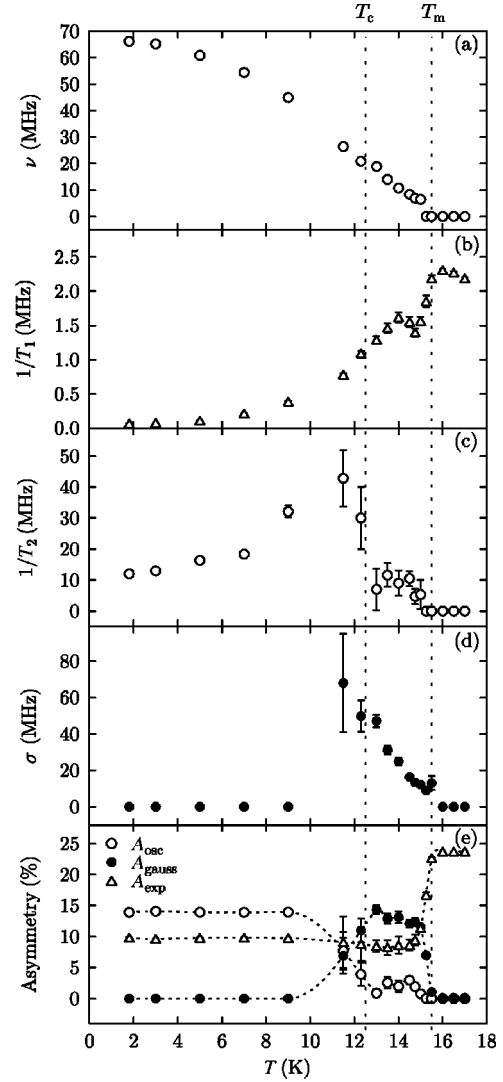 T_c T_m
(a)
70
60
50
40
30
20
10
0
ν (MHz)
(b)
2.5
2.0
1.5
1.0
0.5
0.0
1/T_1 (MHz)
(c)
50
40
30
20
10
0
1/T_2 (MHz)
(d)
80
60
40
20
0
σ (MHz)
(e)
25
20
15
10
5
0
Asymmetry (%)
A_osc
A_gauss
A_exp
0 2 4 6 8 10 12 14 16 18
T (K)